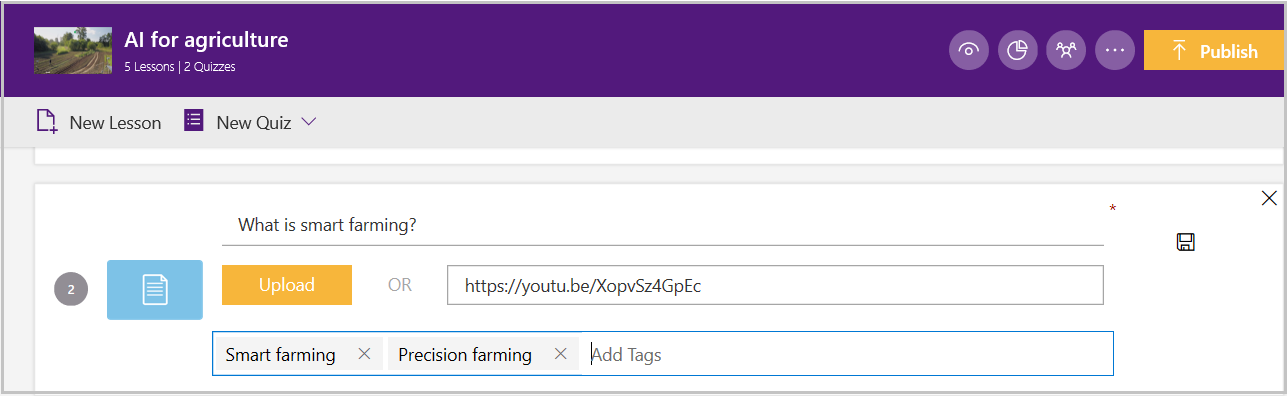 AI for agriculture
5 Lessons | 2 Quizzes
Publish
New Lesson
New Quiz
What is smart farming?
*
2
Upload
OR
https://youtu.be/XopvSz4GpEc
Smart farming
Precision farming
Add Tags